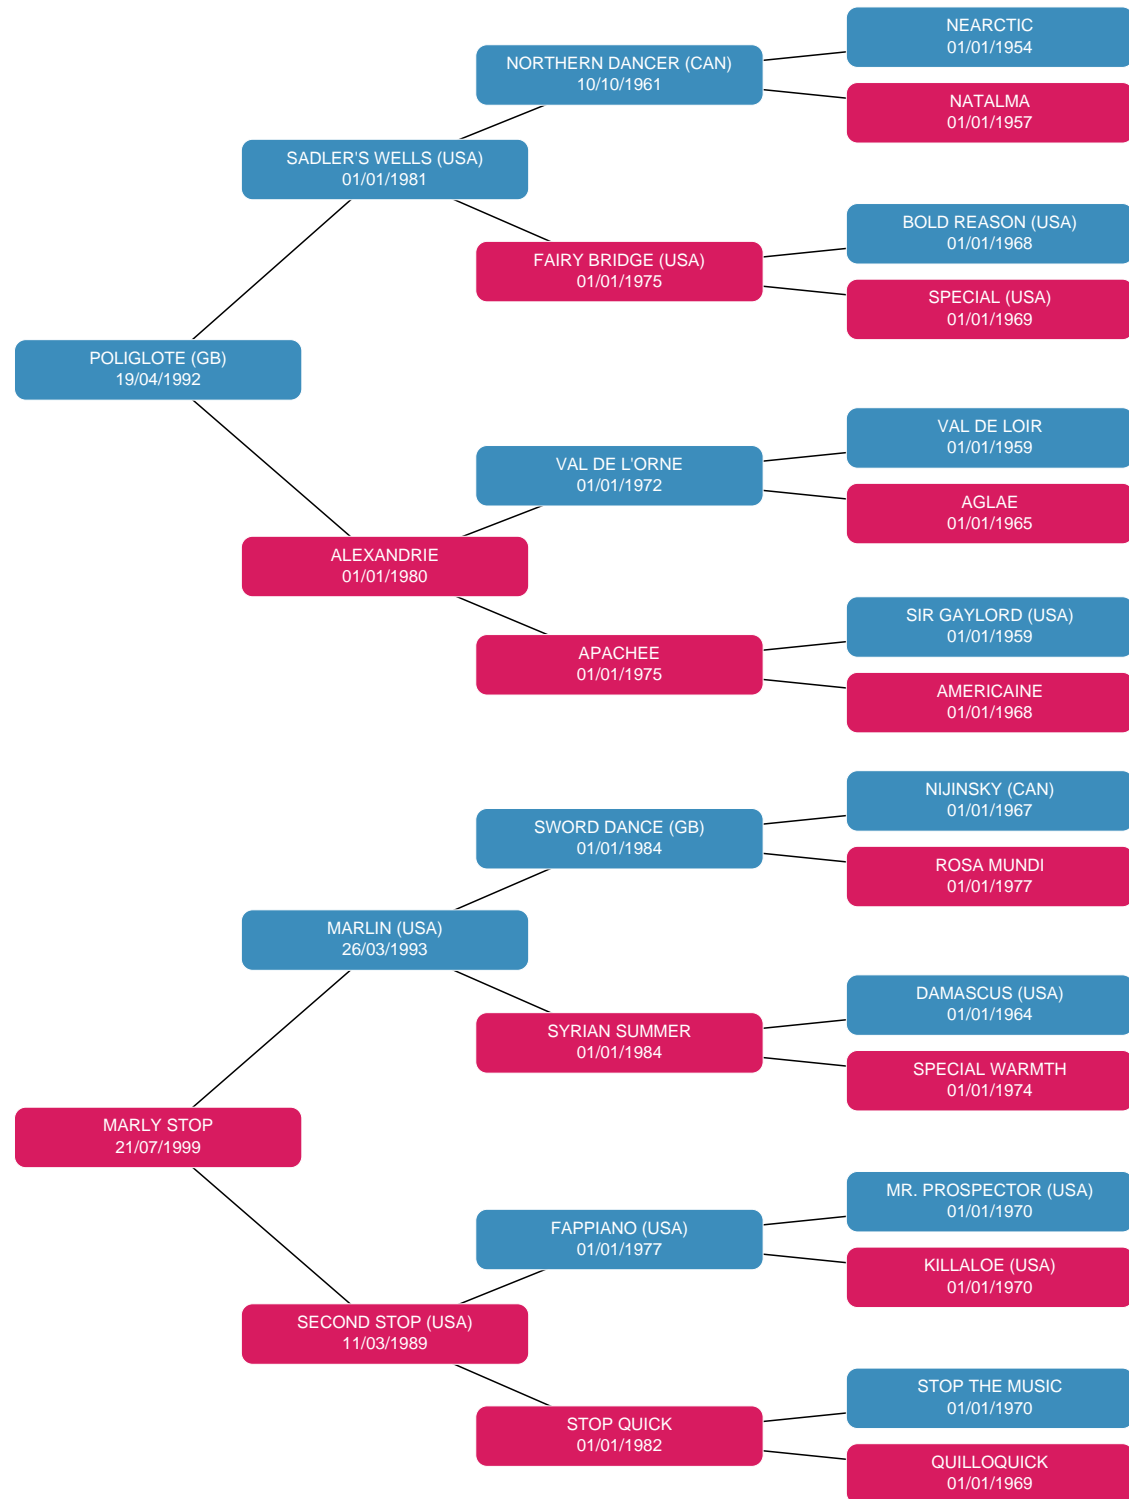 NEARCTIC
01/01/1954
NORTHERN DANCER (CAN)
10/10/1961
NATALMA
01/01/1957
SADLER'S WELLS (USA)
01/01/1981
BOLD REASON (USA)
01/01/1968
FAIRY BRIDGE (USA)
01/01/1975
SPECIAL (USA)
01/01/1969
POLIGLOTE (GB)
19/04/1992
VAL DE LOIR
01/01/1959
VAL DE L'ORNE
01/01/1972
AGLAE
01/01/1965
ALEXANDRIE
01/01/1980
SIR GAYLORD (USA)
01/01/1959
APACHEE
01/01/1975
AMERICAINE
01/01/1968
NIJINSKY (CAN)
01/01/1967
SWORD DANCE (GB)
01/01/1984
ROSA MUNDI
01/01/1977
MARLIN (USA)
26/03/1993
DAMASCUS (USA)
01/01/1964
SYRIAN SUMMER
01/01/1984
SPECIAL WARMTH
01/01/1974
MARLY STOP
21/07/1999
MR. PROSPECTOR (USA)
01/01/1970
FAPPIANO (USA)
01/01/1977
KILLALOE (USA)
01/01/1970
SECOND STOP (USA)
11/03/1989
STOP THE MUSIC
01/01/1970
STOP QUICK
01/01/1982
QUILLOQUICK
01/01/1969